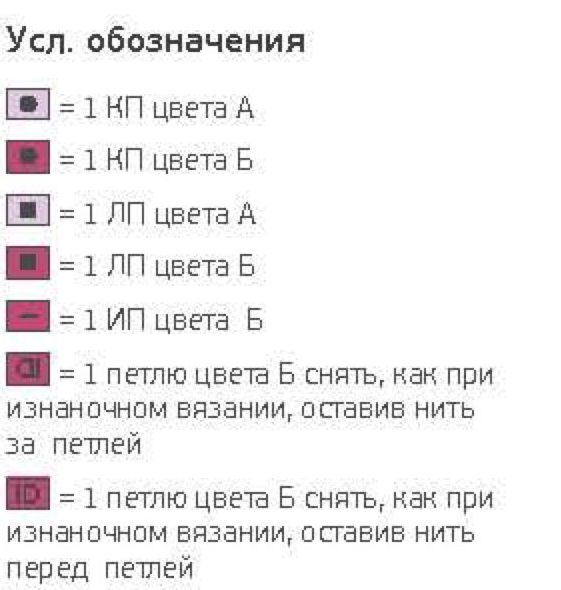 Усл. обозначения
= 1 КП цвета А
= 1 КП цвета Б
= 1 ЛП цвета А
= 1 ЛП цвета Б
= 1 ИП цвета Б
= 1 петлю цвета Б снять, как при
изнаночном вязании, оставив нить
за петлей
= 1 петлю цвета Б снять, как при
изнаночном вязании, оставив нить
перед петлей